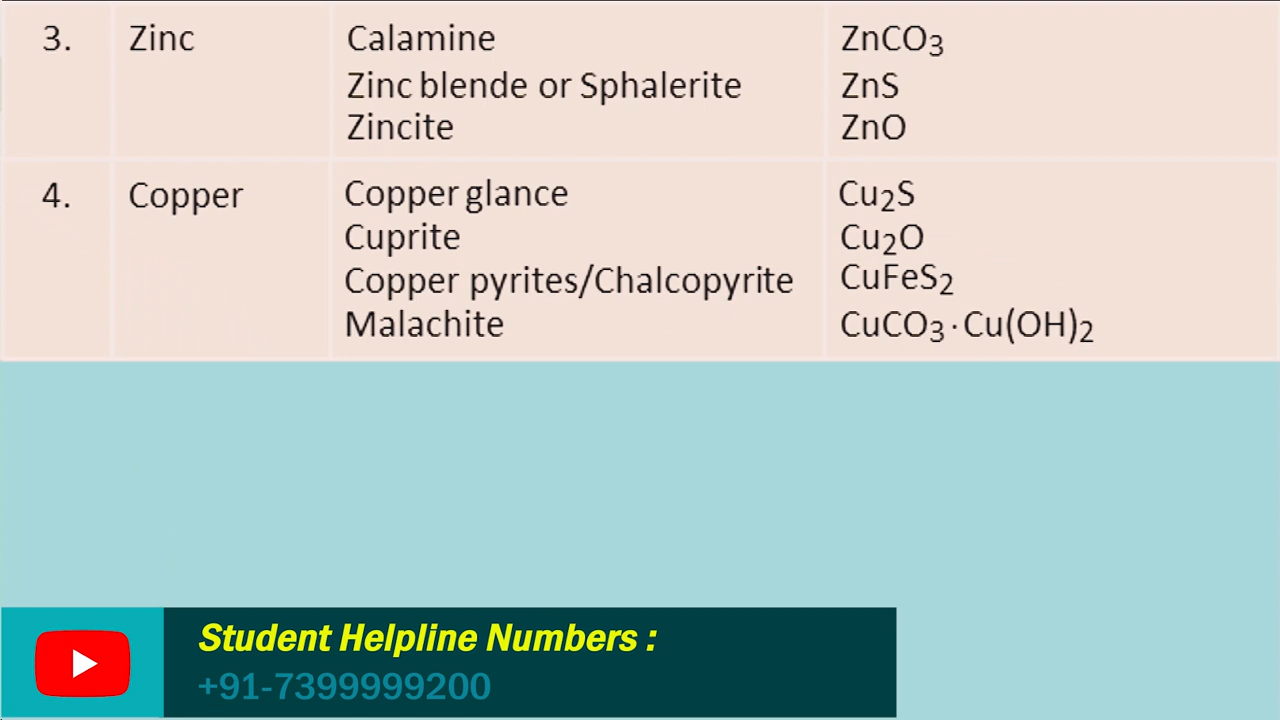 3. Zinc Calamine ZnCO₃
Zinc blende or Sphalerite ZnS
Zincite ZnO
4. Copper Copper glance Cu₂S
Cuprite Cu₂O
Copper pyrites/Chalcopyrite CuFeS₂
Malachite CuCO₃·Cu(OH)₂
Student Helpline Numbers :
+91-7399999200